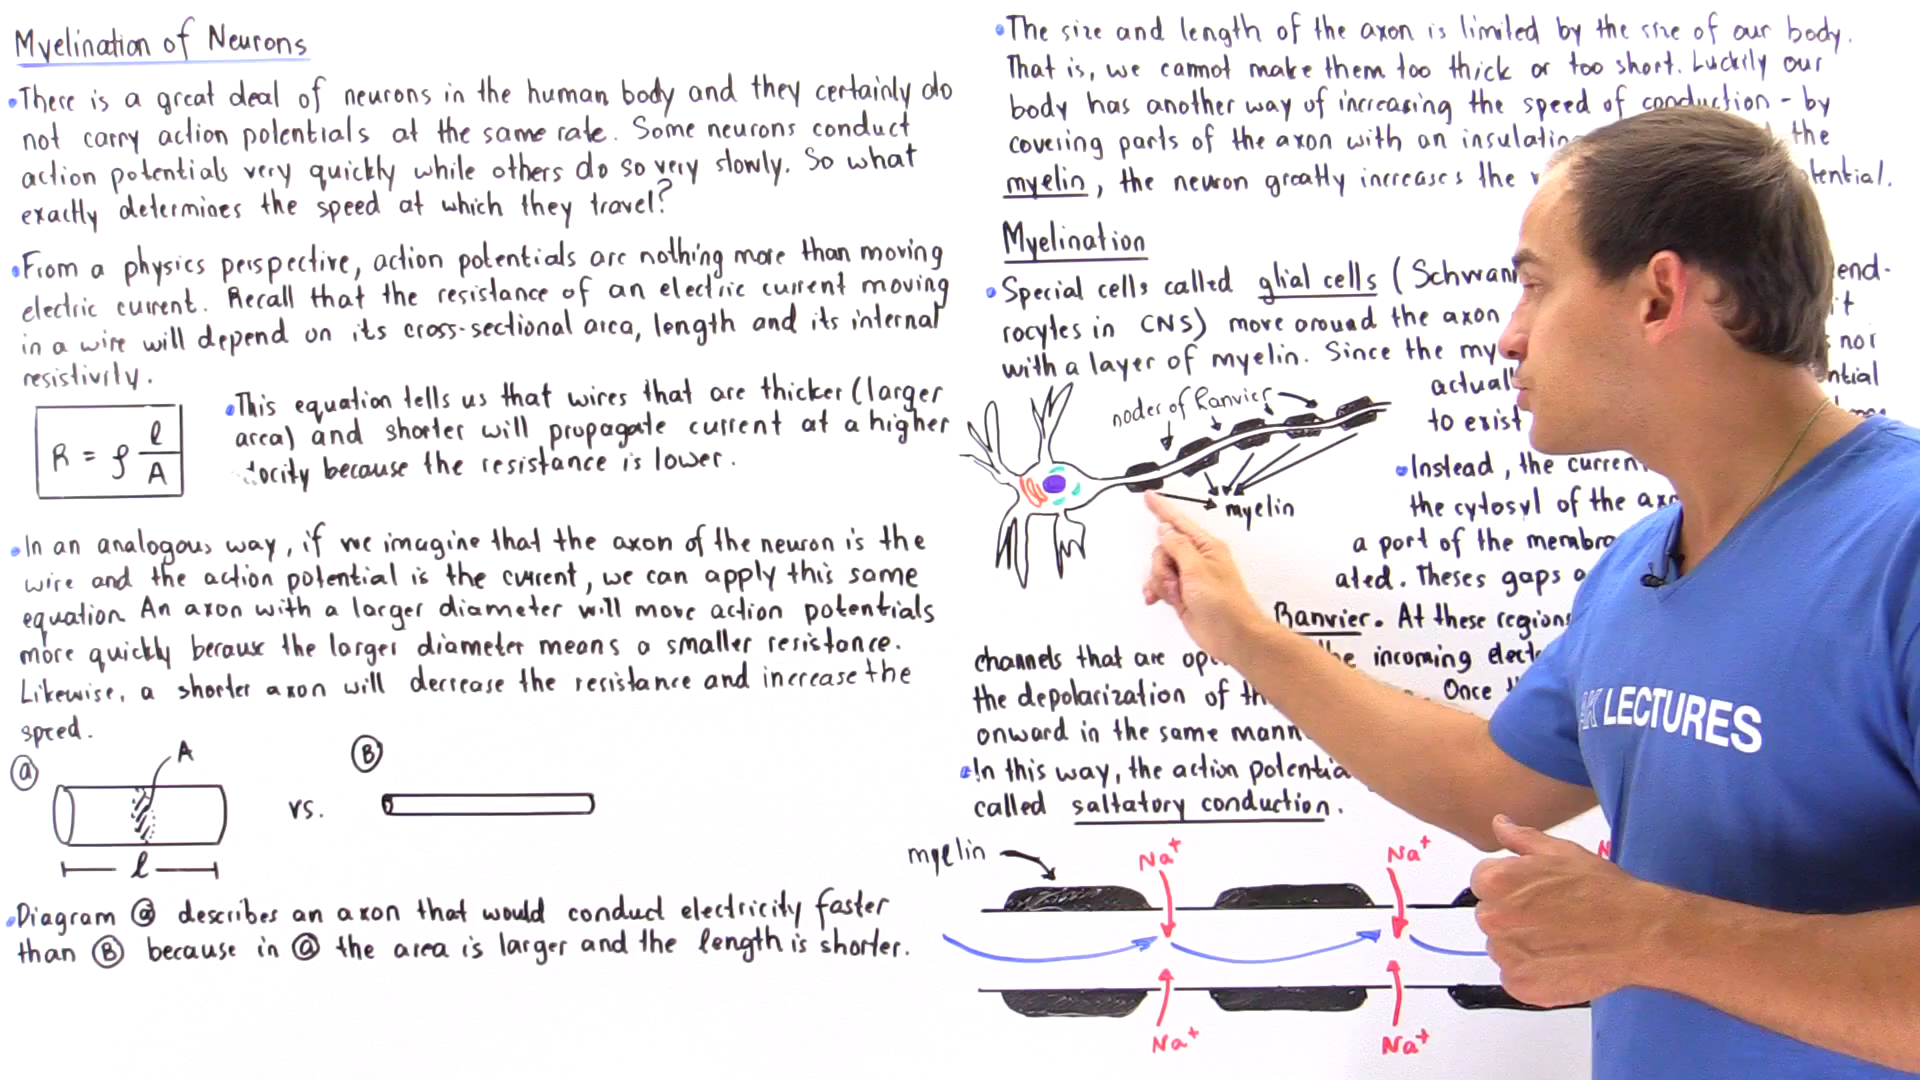 Myelination of Neurons
•There is a great deal of neurons in the human body and they certainly do
not carry action potentials at the same rate. Some neurons conduct
action potentials very quickly while others do so very slowly. So what
exactly determines the speed at which they travel?
•From a physics perspective, action potentials are nothing more than moving
electric current. Recall that the resistance of an electric current moving
in a wire will depend on its cross-sectional area, length and its internal
resistivity.
R = ρ l/A
•This equation tells us that wires that are thicker (larger
area) and shorter will propagate current at a higher
because the resistance is lower.
•In an analogous way, if we imagine that the axon of the neuron is the
wire and the action potential is the current, we can apply this same
equation. An axon with a larger diameter will move action potentials
more quickly because the larger diameter means a smaller resistance.
Likewise, a shorter axon will decrease the resistance and increase the
speed.
a
A
l
vs.
B
•Diagram a describes an axon that would conduct electricity faster
than B because in a the area is larger and the length is shorter.
•The size and length of the axon is limited by the size of our body.
That is, we cannot make them too thick or too short. Luckily our
body has another way of increasing the speed of conduction - by
covering parts of the axon with an the
myelin, the neuron greatly increases the
Myelination
•Special cells called glial cells (
rocytes in CNS) move around the axon
with a layer of myelin. Since the nor
nodes of Ranvier
to exist
myelin
•Instead, the
the cytosyl of the
a port of the
ated. Theses gaps
Ranvier. At these
channels that are incoming
the depolarization of Once
onward in the same
•In this way, the action
called saltatory conduction.
myelin
Na+
Na+
Na+
Na+
LECTURES